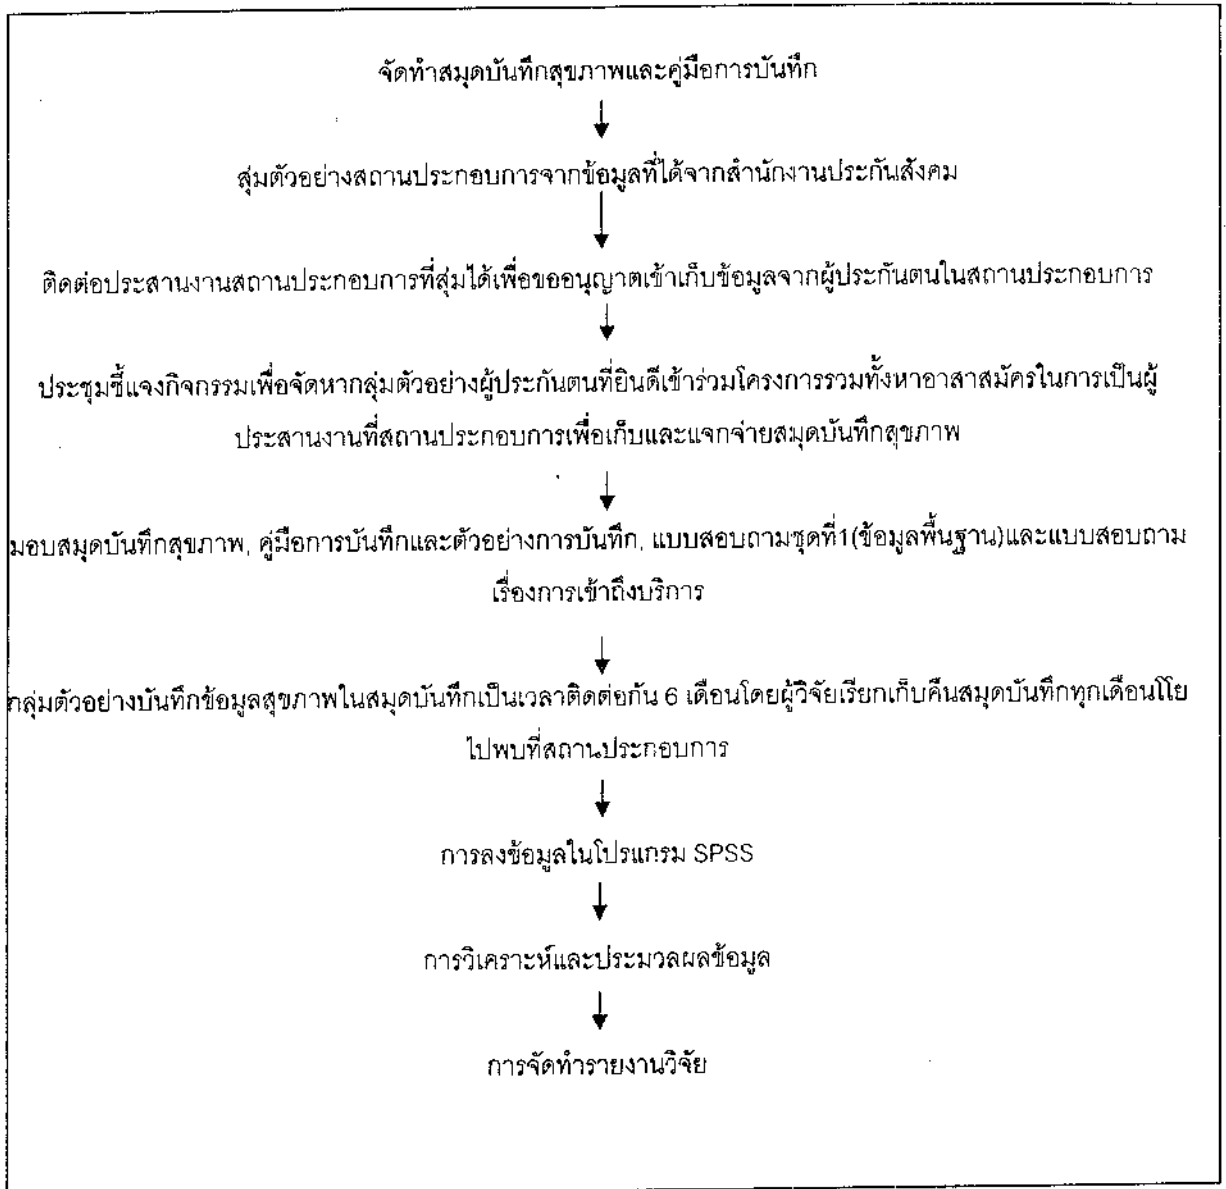 จัดทำสมุดบันทึกสุขภาพและคู่มือการบันทึก
สุ่มตัวอย่างสถานประกอบการจากข้อมูลที่ได้จากสำนักงานประกันสังคม
ติดต่อประสานงานสถานประกอบการที่สุ่มได้เพื่อขออนุญาตเข้าเก็บข้อมูลจากผู้ประกันตนในสถานประกอบการ
ประชุมชี้แจงกิจกรรมเพื่อจัดหากลุ่มตัวอย่างผู้ประกันตนที่ยินดีเข้าร่วมโครงการรวมทั้งหาอาสาสมัครในการเป็นผู้
ประสานงานที่สถานประกอบการเพื่อเก็บและแจกจ่ายสมุดบันทึกสุขภาพ
มอบสมุดบันทึกสุขภาพ, คู่มือการบันทึกและตัวอย่างการบันทึก, แบบสอบถามชุดที่1(ข้อมูลพื้นฐาน)และแบบสอบถาม
เรื่องการเข้าถึงบริการ
กลุ่มตัวอย่างบันทึกข้อมูลสุขภาพในสมุดบันทึกเป็นเวลาติดต่อกัน 6 เดือนโดยผู้วิจัยเรียกเก็บคืนสมุดบันทึกทุกเดือนโโย
ไปพบที่สถานประกอบการ
การลงข้อมูลในโปรแกรม SPSS
การวิเคราะห์และประมวลผลข้อมูล
การจัดทำรายงานวิจัย